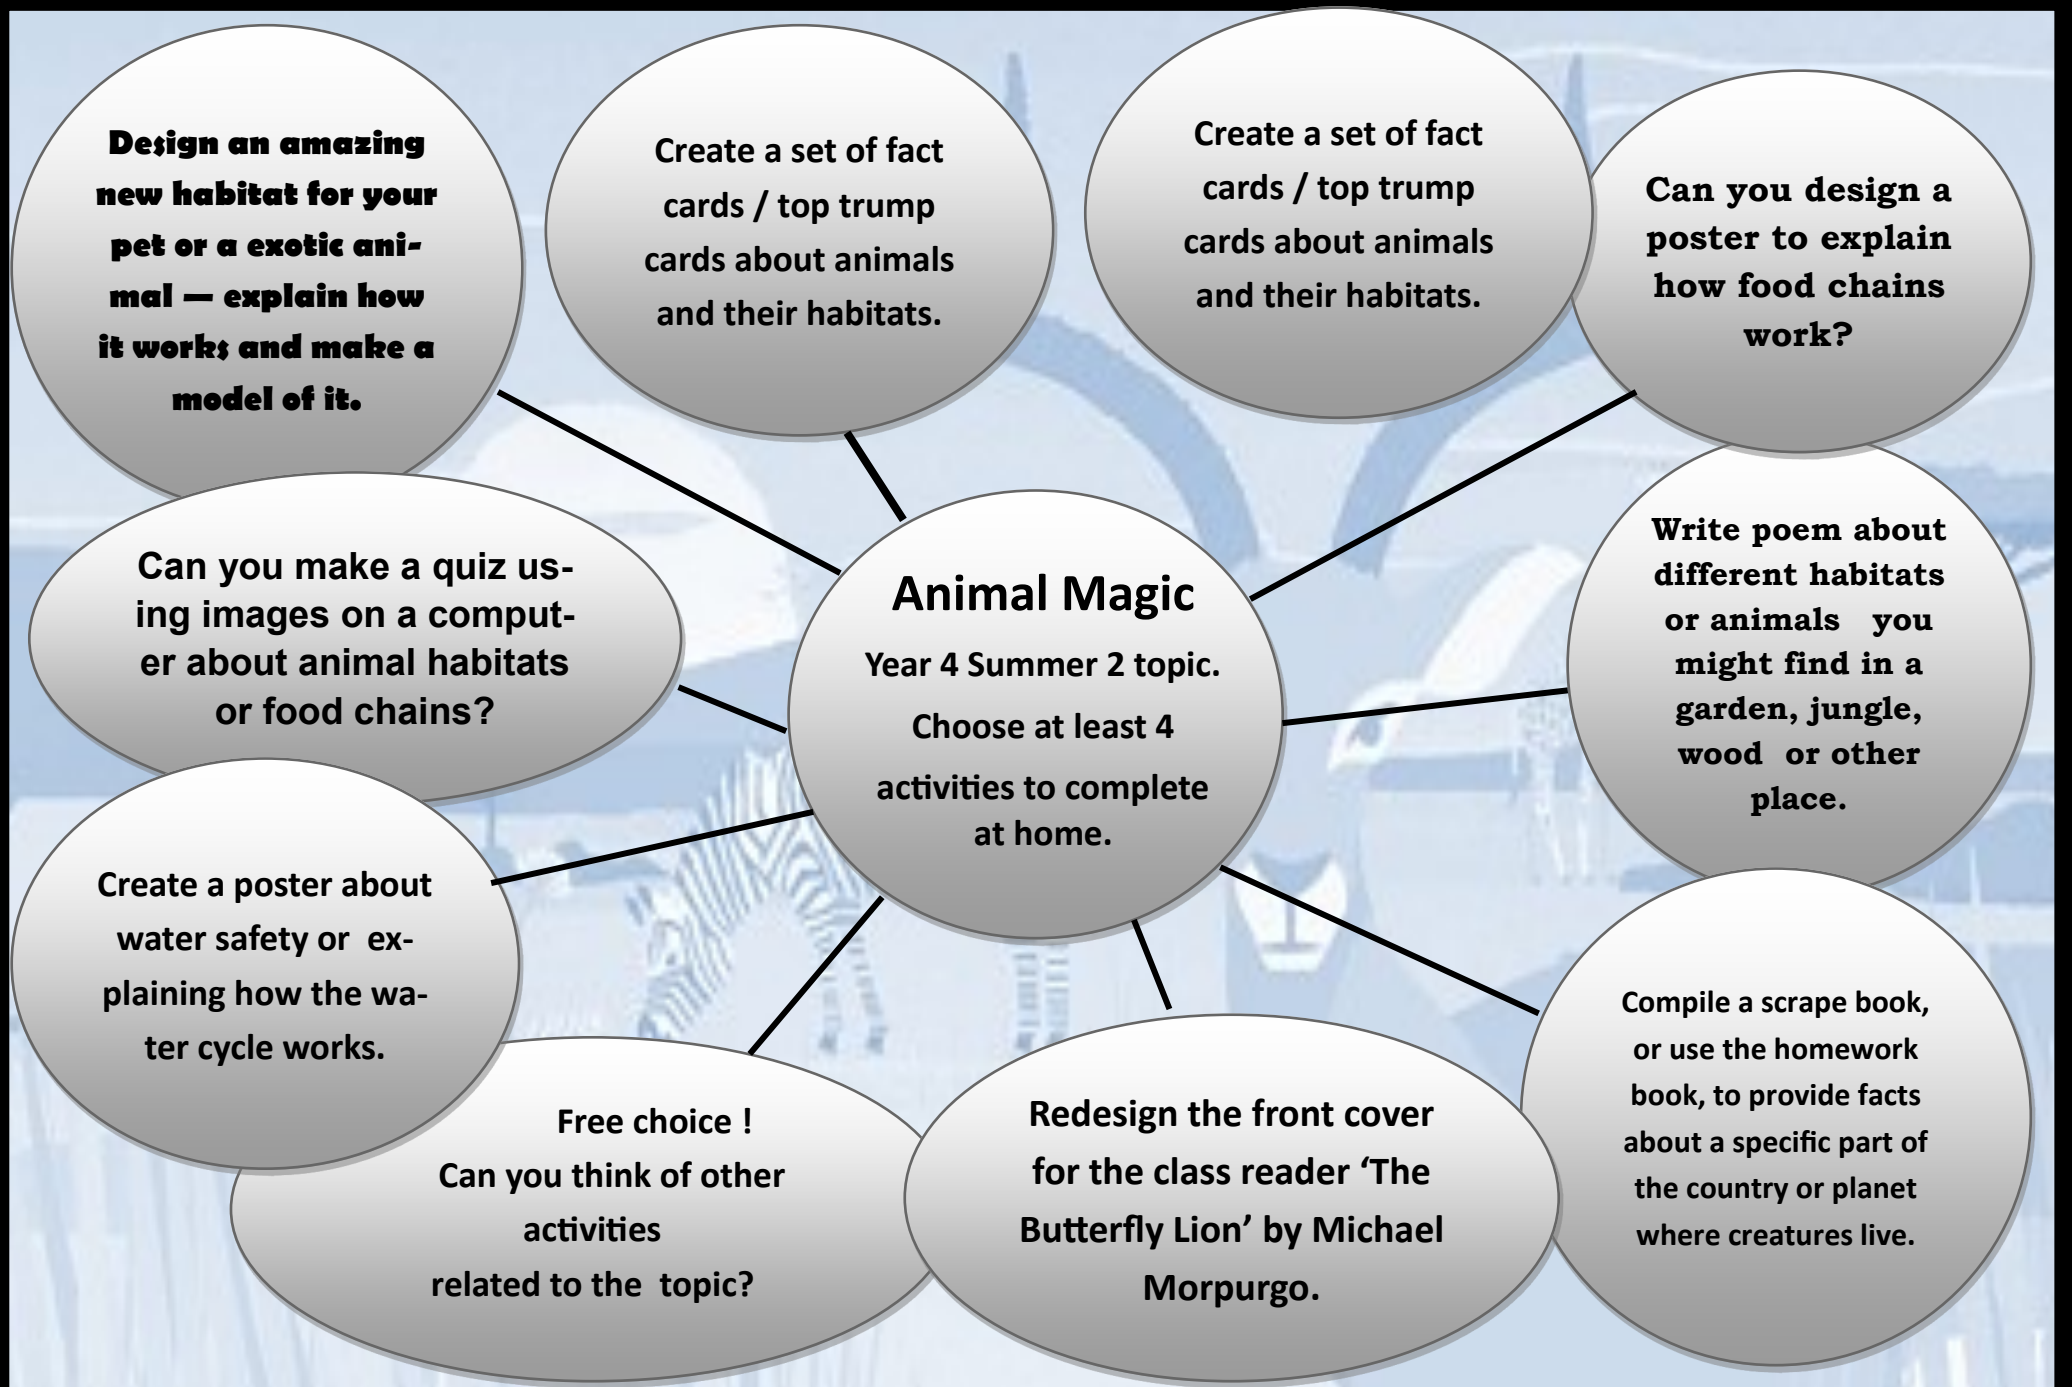 Design an amazing
new habitat for your
pet or a exotic ani-
mal — explain how
it works and make a
model of it.
Create a set of fact
cards / top trump
cards about animals
and their habitats.
Create a set of fact
cards / top trump
cards about animals
and their habitats.
Can you design a
poster to explain
how food chains
work?
Can you make a quiz us-
ing images on a comput-
er about animal habitats
or food chains?
Animal Magic
Year 4 Summer 2 topic.
Choose at least 4
activities to complete
at home.
Write poem about
different habitats
or animals you
might find in a
garden, jungle,
wood or other
place.
Create a poster about
water safety or ex-
plaining how the wa-
ter cycle works.
Free choice !
Can you think of other
activities
related to the topic?
Redesign the front cover
for the class reader ‘The
Butterfly Lion’ by Michael
Morpurgo.
Compile a scrape book,
or use the homework
book, to provide facts
about a specific part of
the country or planet
where creatures live.